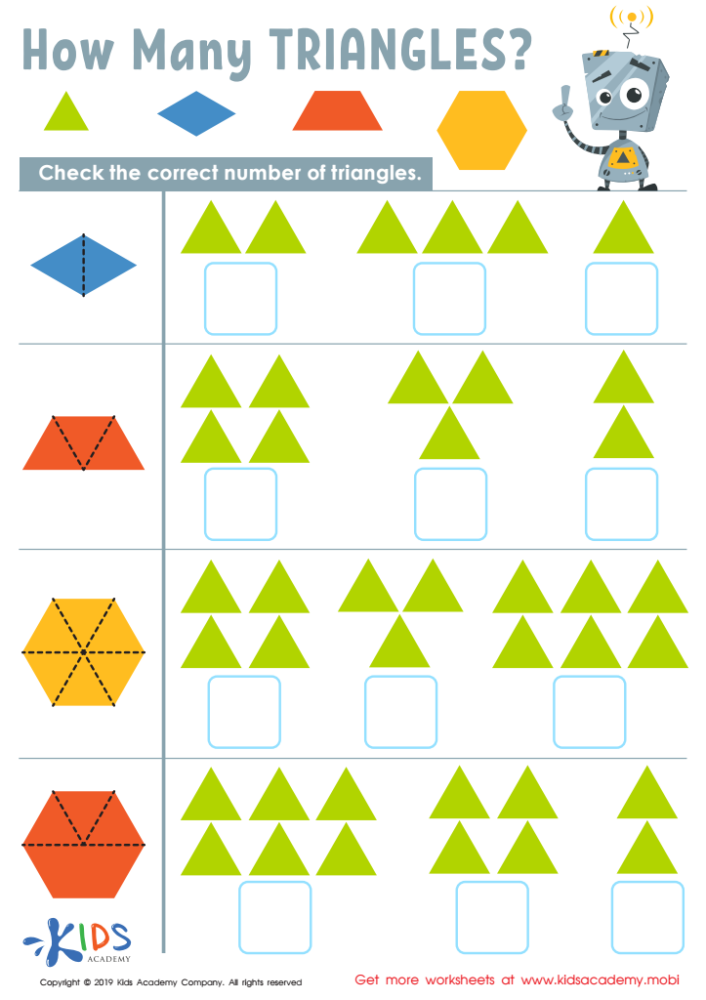 How Many TRIANGLES?
Check the correct number of triangles.
KIDS
ACADEMY
Copyright © 2019 Kids Academy Company. All rights reserved
Get more worksheets at www.kidsacademy.mobi